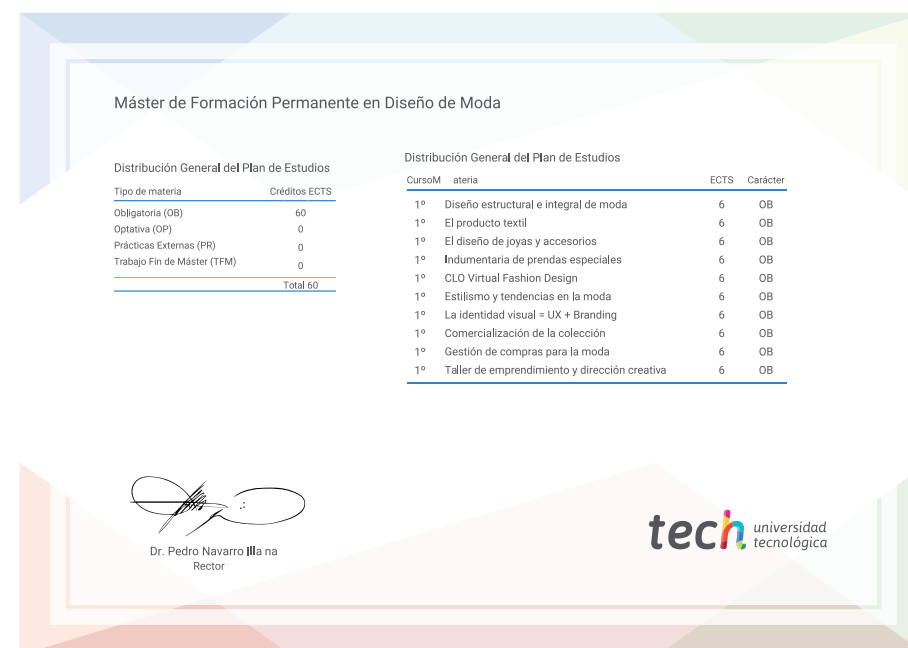 Máster de Formación Permanente en Diseño de Moda
Distribución General del Plan de Estudios
Tipo de materia Créditos ECTS
Obligatoria (OB) 60
Optativa (OP) 0
Prácticas Externas (PR) 0
Trabajo Fin de Máster (TFM) 0
Total 60
Distribución General del Plan de Estudios
CursoM ateria ECTS Carácter
1º Diseño estructural e integral de moda 6 OB
1º El producto textil 6 OB
1º El diseño de joyas y accesorios 6 OB
1º Indumentaria de prendas especiales 6 OB
1º CLO Virtual Fashion Design 6 OB
1º Estilismo y tendencias en la moda 6 OB
1º La identidad visual = UX + Branding 6 OB
1º Comercialización de la colección 6 OB
1º Gestión de compras para la moda 6 OB
1º Taller de emprendimiento y dirección creativa 6 OB
Dr. Pedro Navarro Illa na
Rector
tech universidad
tecnológica